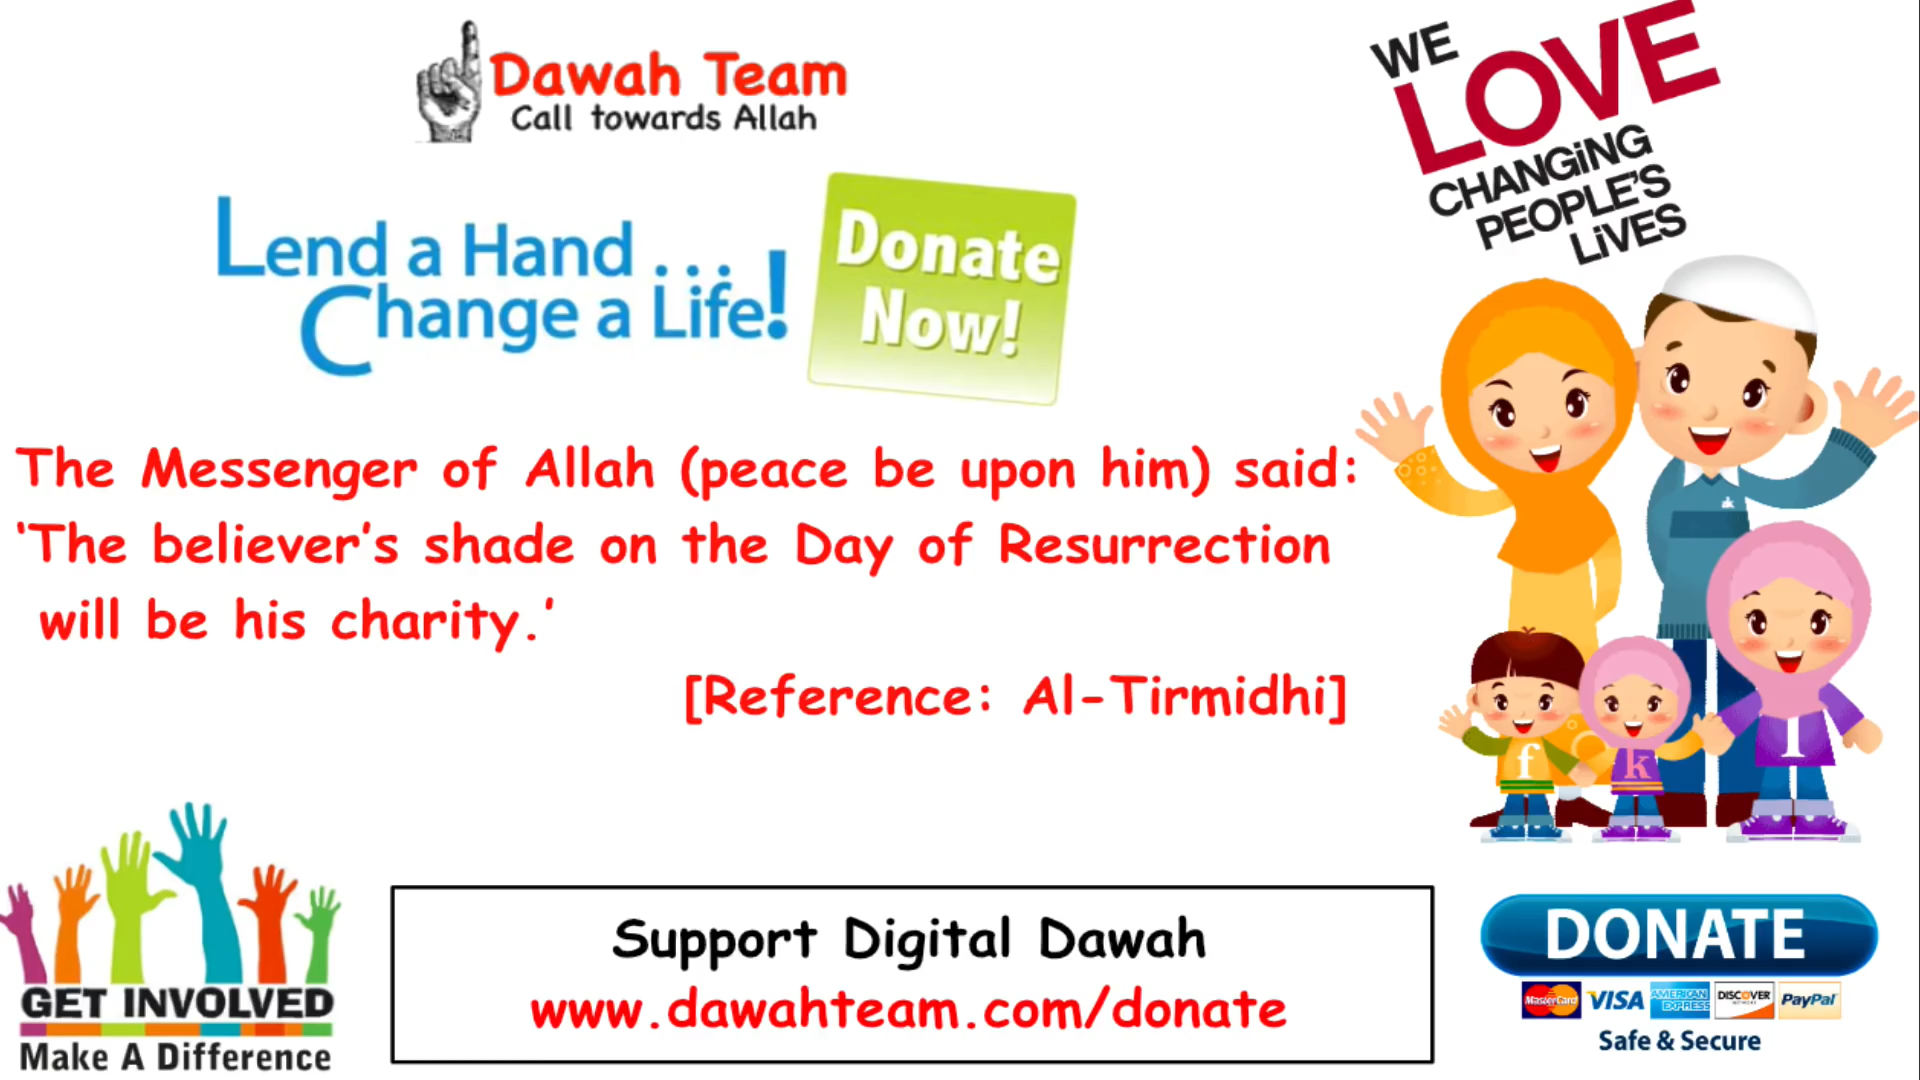 Dawah Team
Call towards Allah
WE
LOVE
CHANGiNG
PEOPLE'S
LiVES
Lend a Hand ...
Change a Life!
Donate
Now!
The Messenger of Allah (peace be upon him) said:
‘The believer’s shade on the Day of Resurrection
will be his charity.’
[Reference: Al-Tirmidhi]
f
k
l
GET INVOLVED
Make A Difference
Support Digital Dawah
www.dawahteam.com/donate
DONATE
MasterCard VISA AMERICAN EXPRESS DISCOVER PayPal
Safe & Secure